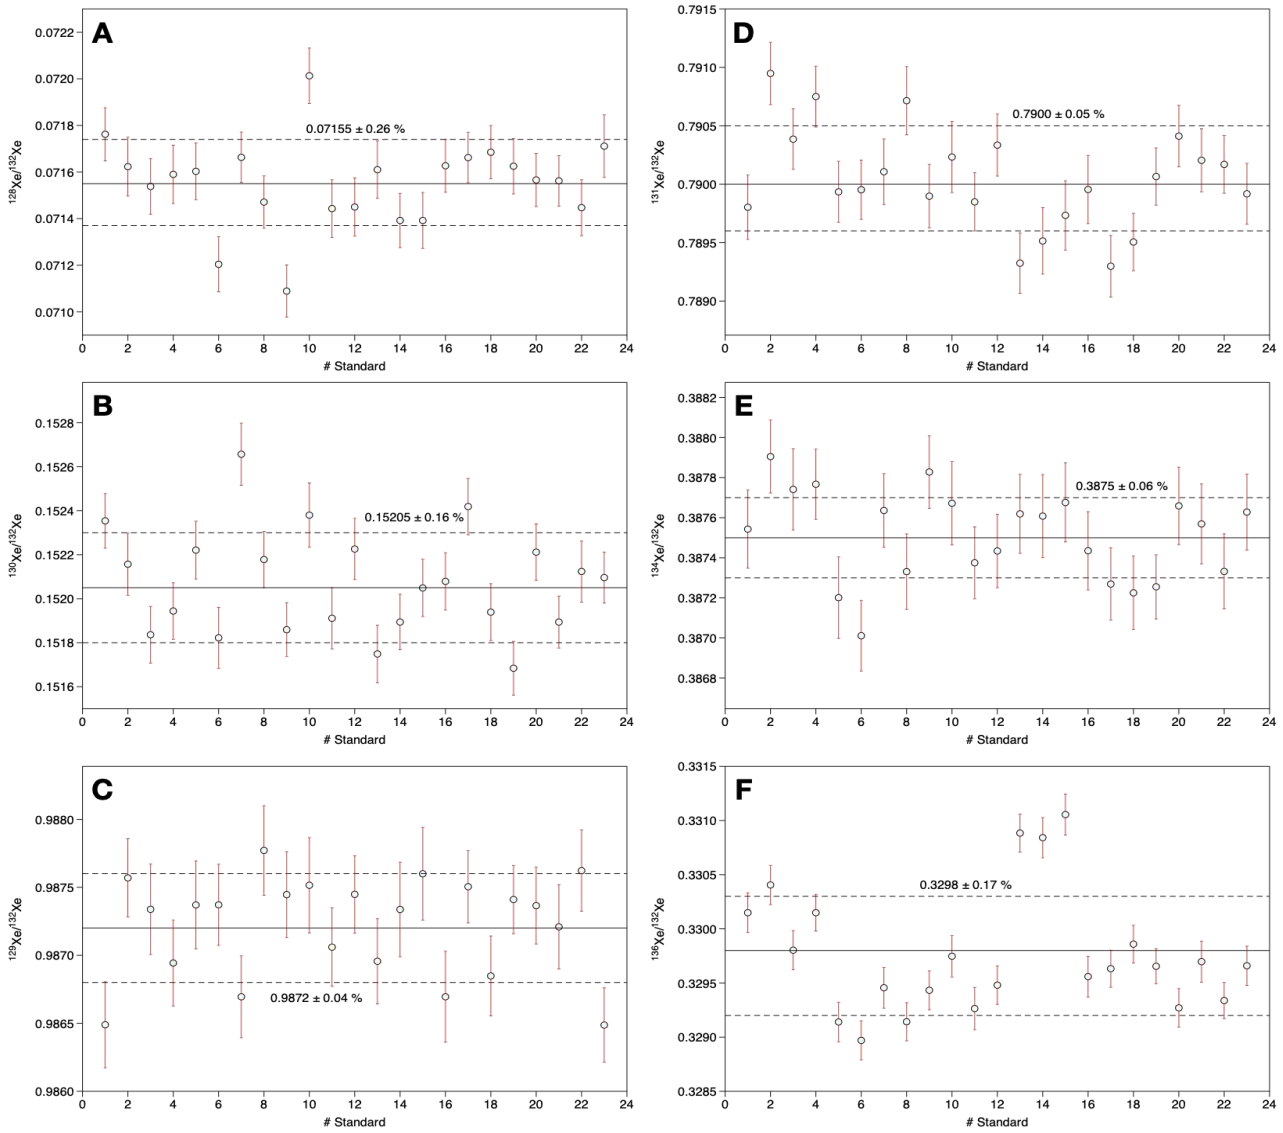 A
0.0722
0.0720
0.0718
0.0716
0.0714
0.0712
0.0710
128Xe/132Xe
0.07155 ± 0.26 %
0 2 4 6 8 10 12 14 16 18 20 22 24
# Standard
D
0.7915
0.7910
0.7905
0.7900
0.7895
0.7890
131Xe/132Xe
0.7900 ± 0.05 %
0 2 4 6 8 10 12 14 16 18 20 22 24
# Standard
B
0.1528
0.1526
0.1524
0.1522
0.1520
0.1518
0.1516
130Xe/132Xe
0.15205 ± 0.16 %
0 2 4 6 8 10 12 14 16 18 20 22 24
# Standard
E
0.3882
0.3880
0.3878
0.3876
0.3874
0.3872
0.3870
0.3868
134Xe/132Xe
0.3875 ± 0.06 %
0 2 4 6 8 10 12 14 16 18 20 22 24
# Standard
C
0.9880
0.9875
0.9870
0.9865
0.9860
129Xe/132Xe
0.9872 ± 0.04 %
0 2 4 6 8 10 12 14 16 18 20 22 24
# Standard
F
0.3315
0.3310
0.3305
0.3300
0.3295
0.3290
0.3285
136Xe/132Xe
0.3298 ± 0.17 %
0 2 4 6 8 10 12 14 16 18 20 22 24
# Standard